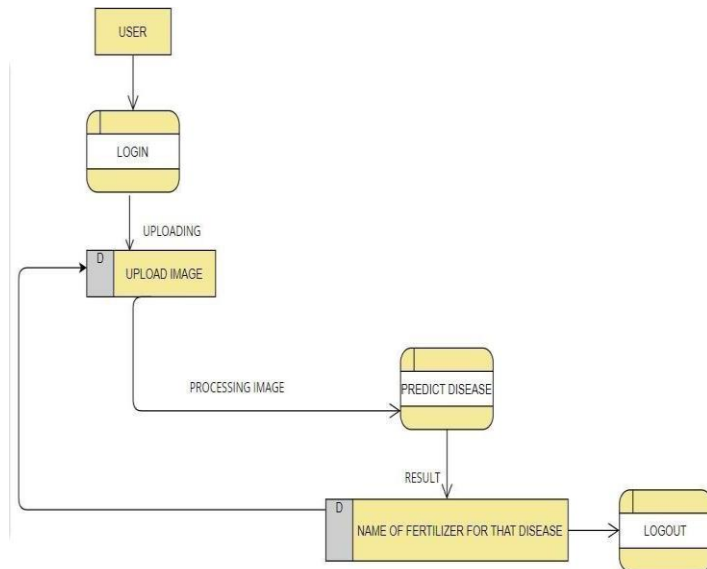 USER
LOGIN
UPLOADING
D
UPLOAD IMAGE
PROCESSING IMAGE
PREDICT DISEASE
RESULT
D
NAME OF FERTILIZER FOR THAT DISEASE
LOGOUT